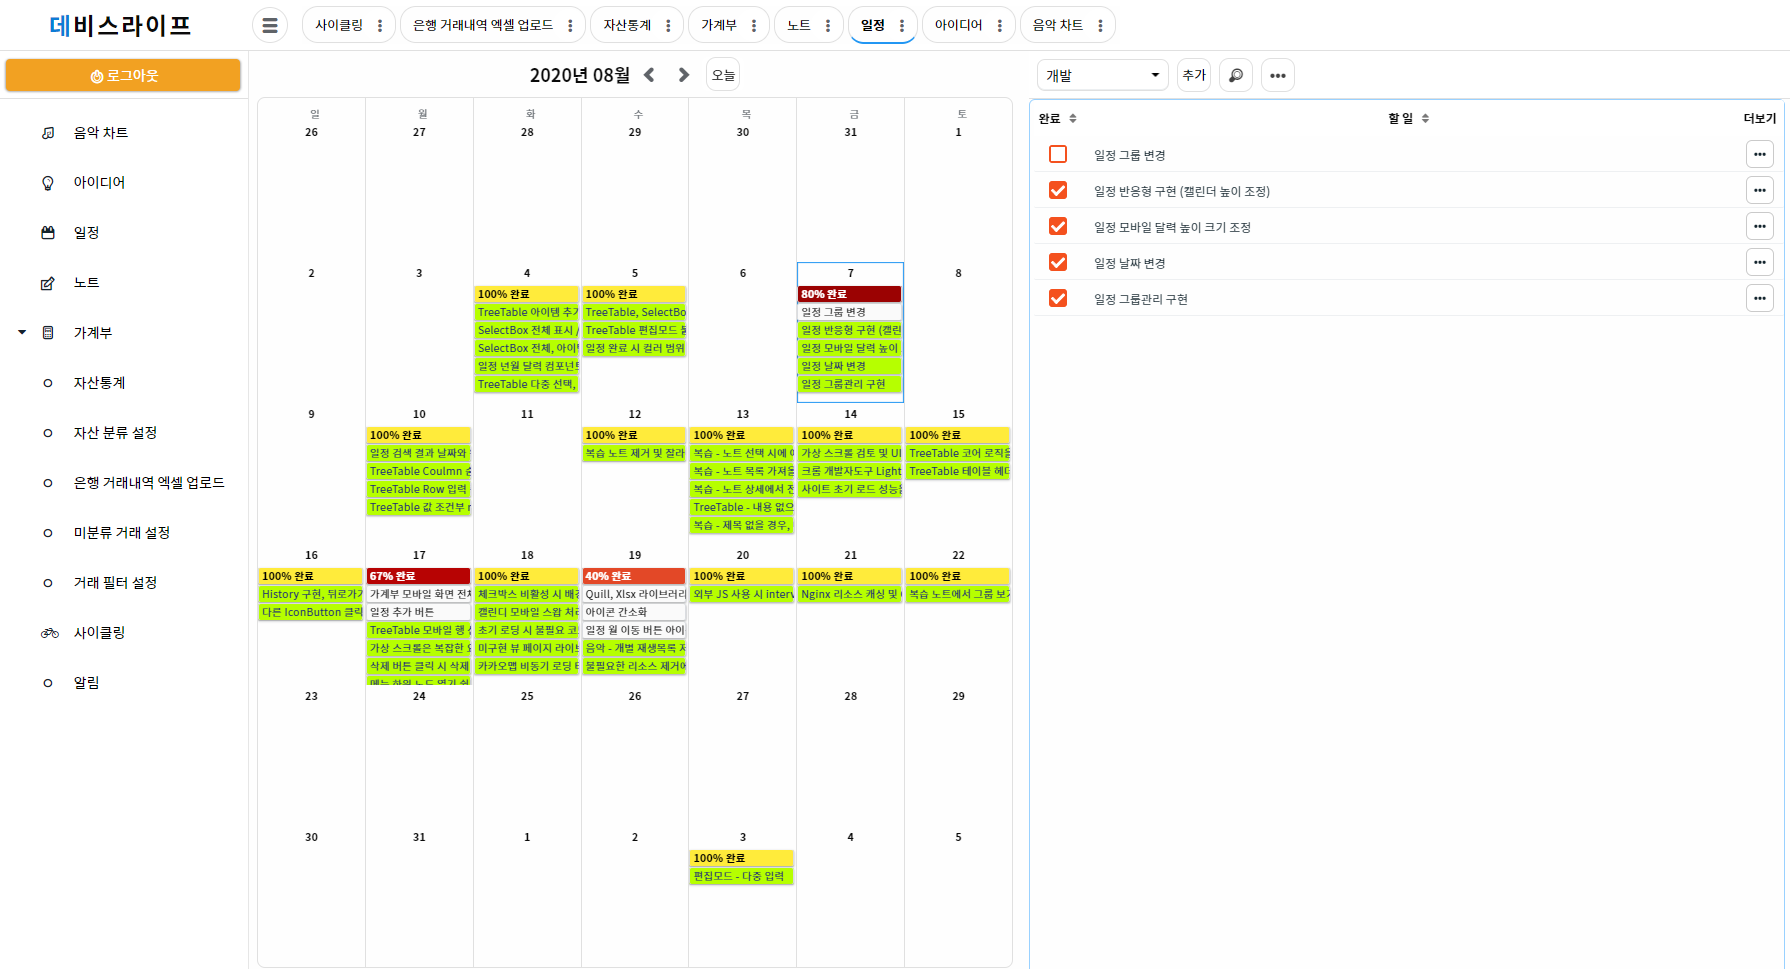 데비스라이프
사이클링
은행 거래내역 엑셀 업로드
자산통계
가계부
노트
일정
아이디어
음악 차트
로그아웃
음악 차트
아이디어
일정
노트
가계부
자산통계
자산 분류 설정
은행 거래내역 엑셀 업로드
미분류 거래 설정
거래 필터 설정
사이클링
알림
2020년 08월
오늘
일 월 화 수 목 금 토
26 27 28 29 30 31 1
2 3 4 5 6 7 8
100% 완료
TreeTable 아이템 추가
SelectBox 전체 표시 /
SelectBox 전체, 아이
일정 년월 달력 컴포넌트
TreeTable 다중 선택,
100% 완료
TreeTable, SelectBo
TreeTable 편집모드
일정 완료 시 컬러 범위
80% 완료
일정 그룹 변경
일정 반응형 구현 (캘린
일정 모바일 달력 높이
일정 날짜 변경
일정 그룹관리 구현
9 10 11 12 13 14 15
100% 완료
일정 검색 결과 날짜와
TreeTable Coulmn
TreeTable Row 입력
TreeTable 값 조건부
100% 완료
복습 노트 제거 및 잘라
100% 완료
복습 - 노트 선택 시에
복습 - 노트 목록 가져올
복습 - 노트 상세에서 전
TreeTable - 내용 없으
복습 - 제목 없을 경우,
100% 완료
가상 스크롤 검토 및 UI
크롬 개발자도구 Light
사이트 초기 로드 성능
100% 완료
TreeTable 코어 로직을
TreeTable 테이블 헤더
16 17 18 19 20 21 22
100% 완료
History 구현, 뒤로가기
다른 IconButton 클릭
67% 완료
가계부 모바일 화면 전체
일정 추가 버튼
TreeTable 모바일 행
가상 스크롤은 복잡한
삭제 버튼 클릭 시 삭제
메뉴 하위 노드 열기
100% 완료
체크박스 비활성 시 배경
캘린더 모바일 스왑 처리
초기 로딩 시 불필요 코드
미구현 뷰 페이지 라이브
카카오맵 비동기 로딩
40% 완료
Quill, Xlsx 라이브러리
아이콘 간소화
일정 월 이동 버튼 아이
음악 - 개별 재생목록
불필요한 리소스 제거
100% 완료
외부 JS 사용 시 interv
100% 완료
Nginx 리소스 캐싱 및
100% 완료
복습 노트에서 그룹 보기
23 24 25 26 27 28 29
30 31 1 2 3 4 5
100% 완료
편집모드 - 다중 입력
개발
추가
완료 할 일 더보기
일정 그룹 변경
일정 반응형 구현 (캘린더 높이 조정)
일정 모바일 달력 높이 크기 조정
일정 날짜 변경
일정 그룹관리 구현